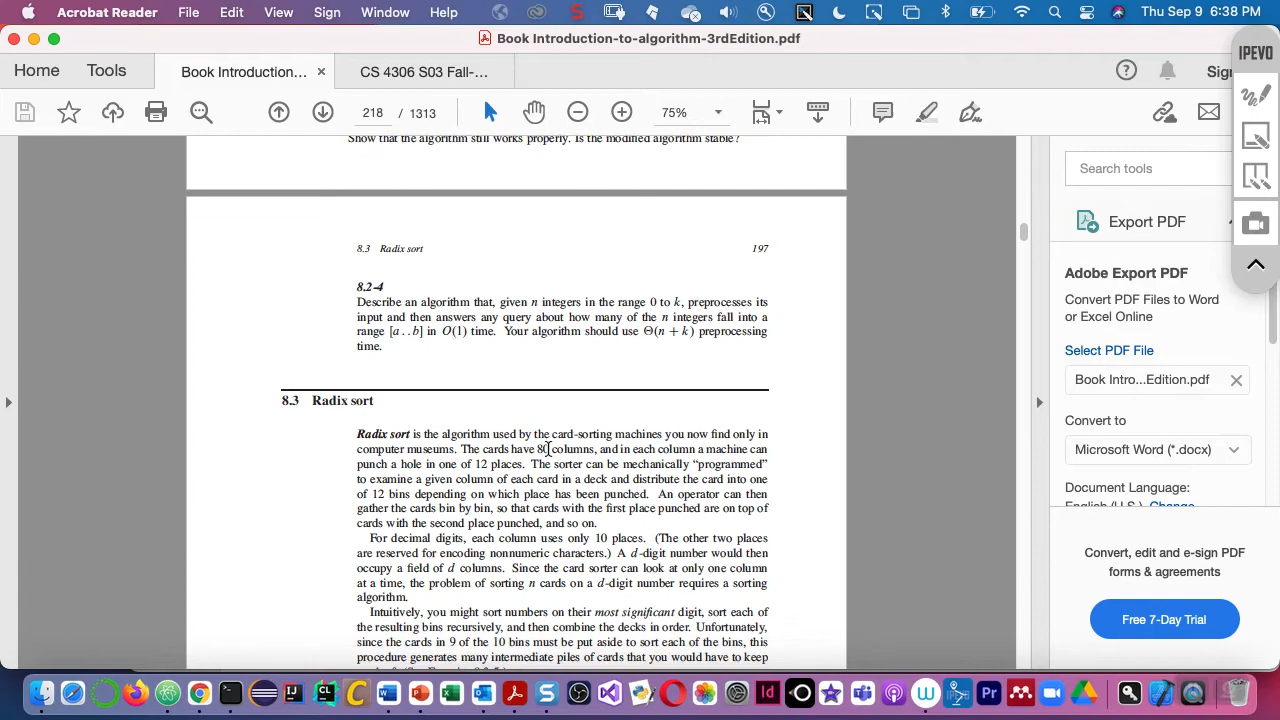 Acrobat Reader File Edit View Sign Window Help Thu Sep 9 6:38 PM
Book Introduction-to-algorithm-3rdEdition.pdf
Home Tools Book Introduction... × CS 4306 S03 Fall-... Sign
218 / 1313 75%
IPEVO
Show that the algorithm still works properly. Is the modified algorithm stable?
8.3 Radix sort 197
8.2-4
Describe an algorithm that, given n integers in the range 0 to k, preprocesses its
input and then answers any query about how many of the n integers fall into a
range [a . . b] in O(1) time. Your algorithm should use Θ(n + k) preprocessing
time.
8.3 Radix sort
Radix sort is the algorithm used by the card-sorting machines you now find only in
computer museums. The cards have 80 columns, and in each column a machine can
punch a hole in one of 12 places. The sorter can be mechanically “programmed”
to examine a given column of each card in a deck and distribute the card into one
of 12 bins depending on which place has been punched. An operator can then
gather the cards bin by bin, so that cards with the first place punched are on top of
cards with the second place punched, and so on.
For decimal digits, each column uses only 10 places. (The other two places
are reserved for encoding nonnumeric characters.) A d-digit number would then
occupy a field of d columns. Since the card sorter can look at only one column
at a time, the problem of sorting n cards on a d-digit number requires a sorting
algorithm.
Intuitively, you might sort numbers on their most significant digit, sort each of
the resulting bins recursively, and then combine the decks in order. Unfortunately,
since the cards in 9 of the 10 bins must be put aside to sort each of the bins, this
procedure generates many intermediate piles of cards that you would have to keep
Search tools
Export PDF
Adobe Export PDF
Convert PDF Files to Word
or Excel Online
Select PDF File
Book Intro...Edition.pdf
Convert to
Microsoft Word (*.docx)
Document Language:
English (U.S.) Change
Convert, edit and e-sign PDF
forms & agreements
Free 7-Day Trial